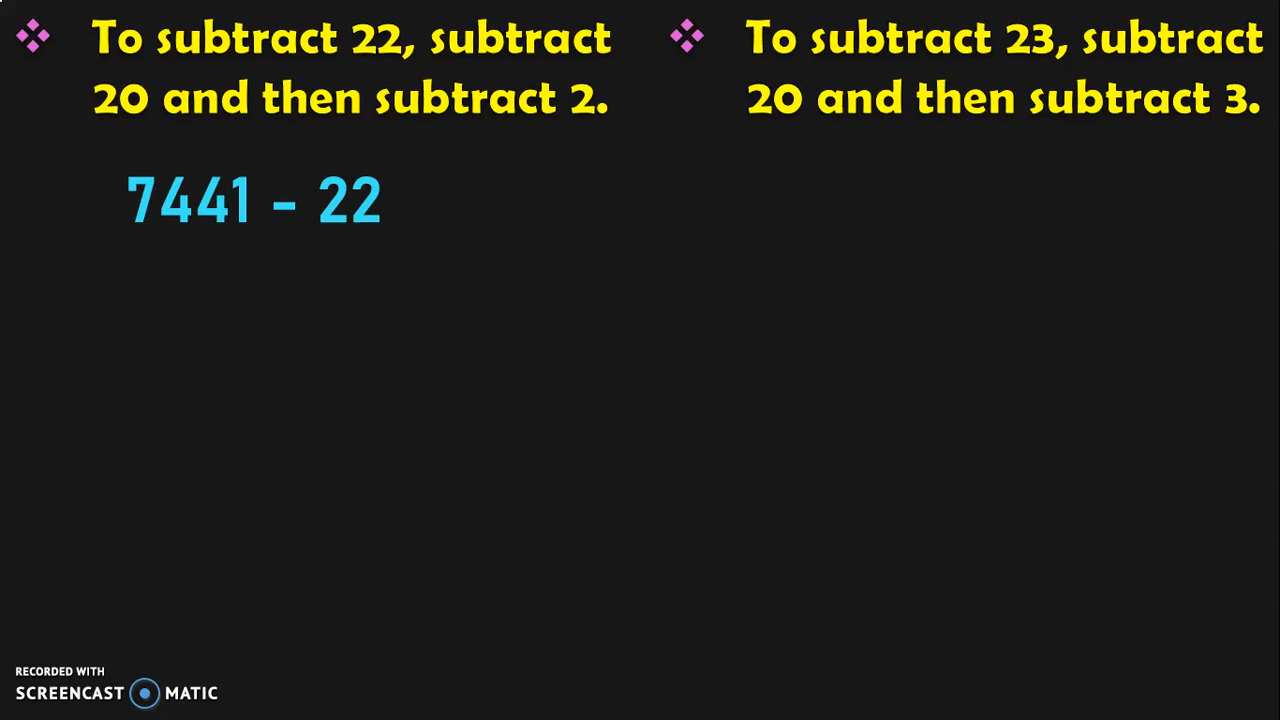 ❖ To subtract 22, subtract
20 and then subtract 2.
❖ To subtract 23, subtract
20 and then subtract 3.
7441 - 22
RECORDED WITH
SCREENCAST MATIC